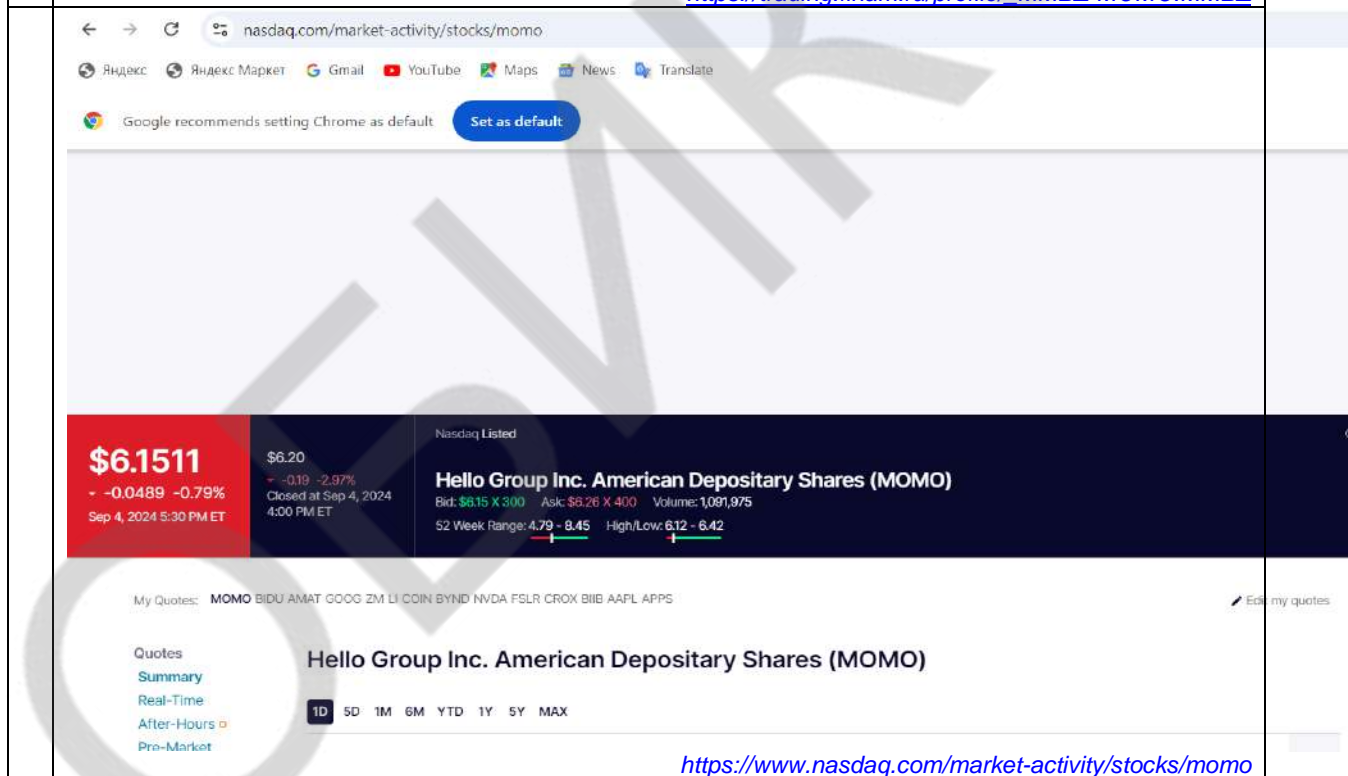 nasdaq.com/market-activity/stocks/momo
Яндекс Яндекс Маркет Gmail YouTube Maps News Translate
Google recommends setting Chrome as default Set as default
Nasdaq Listed
$6.1511
-0.0489 -0.79%
Sep 4, 2024 5:30 PM ET
$6.20
-0.19 -2.97%
Closed at Sep 4, 2024
4:00 PM ET
Hello Group Inc. American Depositary Shares (MOMO)
Bid: $6.15 X 300 Ask: $6.26 X 400 Volume: 1,091,975
52 Week Range: 4.79 - 8.45 High/Low: 6.12 - 6.42
My Quotes: MOMO BIDU AMAT GOOG ZM LI COIN BYND NVDA FSLR CROX BIIB AAPL APPS
Edit my quotes
Quotes
Summary
Real-Time
After-Hours
Pre-Market
Hello Group Inc. American Depositary Shares (MOMO)
1D 5D 1M 6M YTD 1Y 5Y MAX
https://www.nasdaq.com/market-activity/stocks/momo